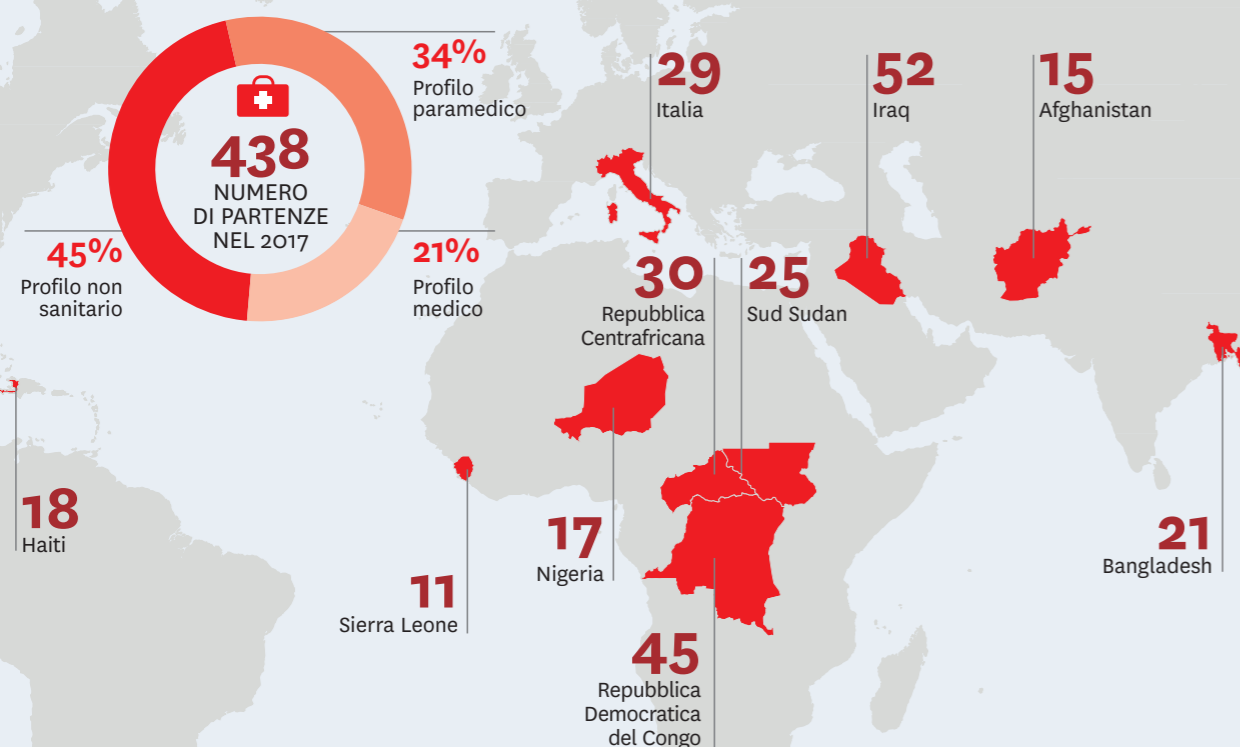 34%
Profilo
paramedico
438
NUMERO
DI PARTENZE
NEL 2017
45%
Profilo non
sanitario
21%
Profilo
medico
29
Italia
52
Iraq
15
Afghanistan
30
Repubblica
Centrafricana
25
Sud Sudan
18
Haiti
11
Sierra Leone
17
Nigeria
21
Bangladesh
45
Repubblica
Democratica
del Congo